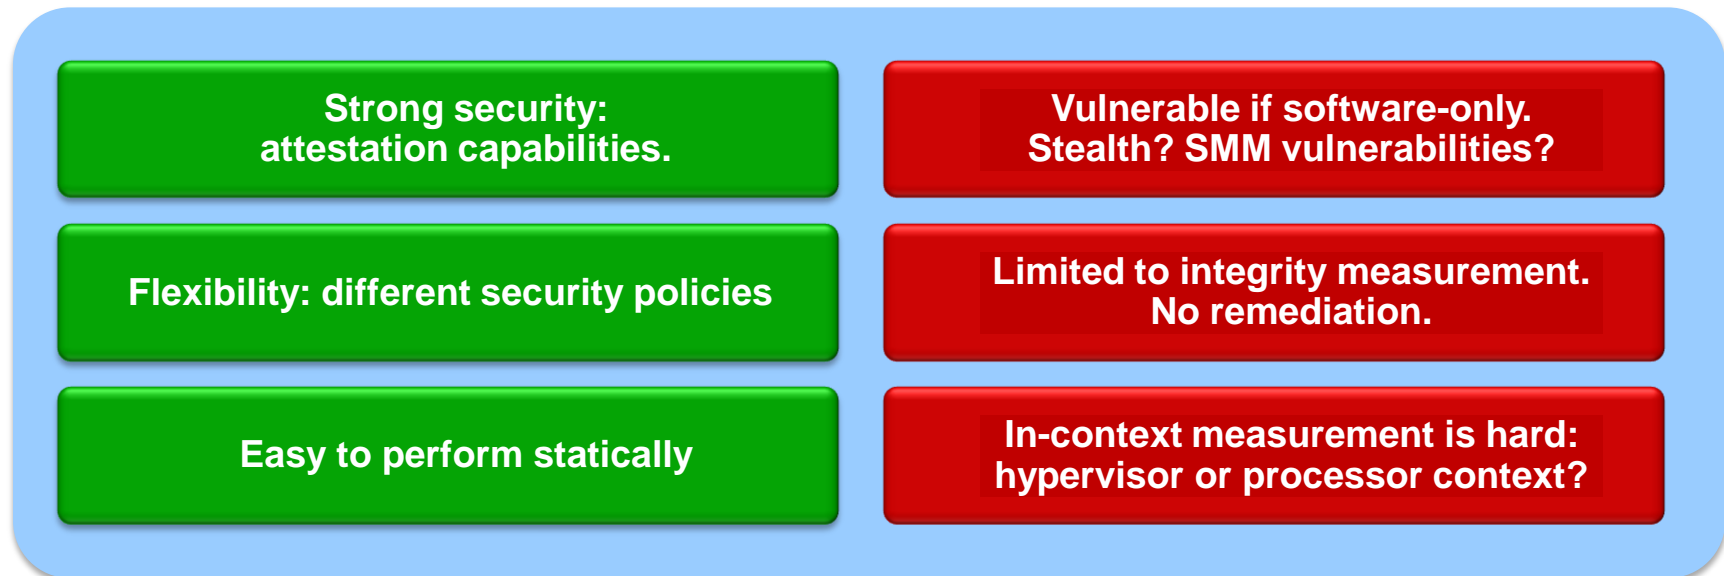 Strong security:
attestation capabilities.
Vulnerable if software-only.
Stealth? SMM vulnerabilities?
Flexibility: different security policies
Limited to integrity measurement.
No remediation.
Easy to perform statically
In-context measurement is hard:
hypervisor or processor context?